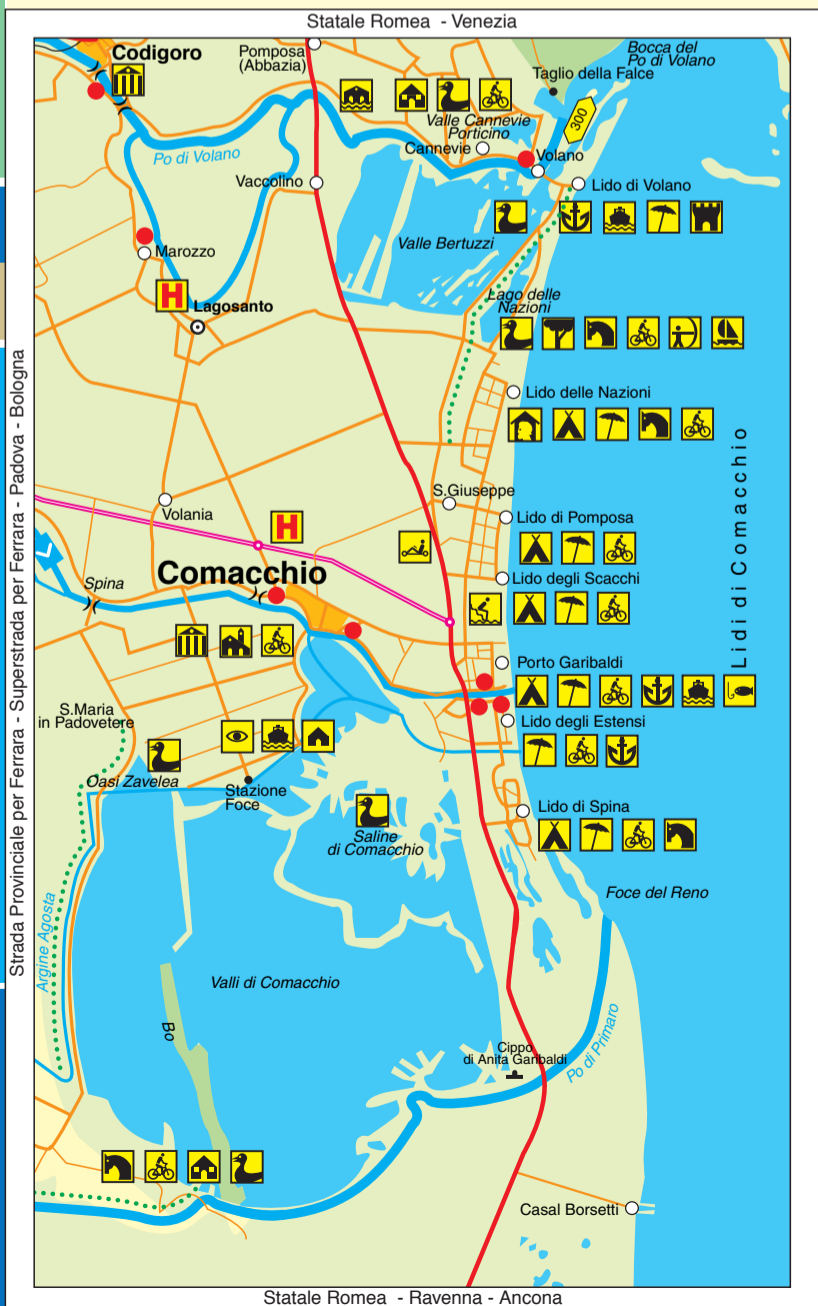 Statale Romea - Venezia
Codigoro
Pomposa
(Abbazia)
Bocca del
Po di Volano
Taglio della Falce
300
Valle Cannevie
Porticino
Cannevie
Po di Volano
Volano
Vaccolino
Lido di Volano
Valle Bertuzzi
Marozzo
H
Lagosanto
Lago delle
Nazioni
Lido delle Nazioni
S.Giuseppe
Volania
Lido di Pomposa
H
Comacchio
Lido degli Scacchi
Spina
Lidi di Comacchio
Porto Garibaldi
S.Maria
in Padovetere
Lido degli Estensi
Oasi Zavelea
Stazione
Foce
Lido di Spina
Saline
di Comacchio
Foce del Reno
Argine Agosta
Valli di Comacchio
Bo
Cippo
di Anita Garibaldi
Po di Primaro
Casal Borsetti
Strada Provinciale per Ferrara - Superstrada per Ferrara - Padova - Bologna
Statale Romea - Ravenna - Ancona